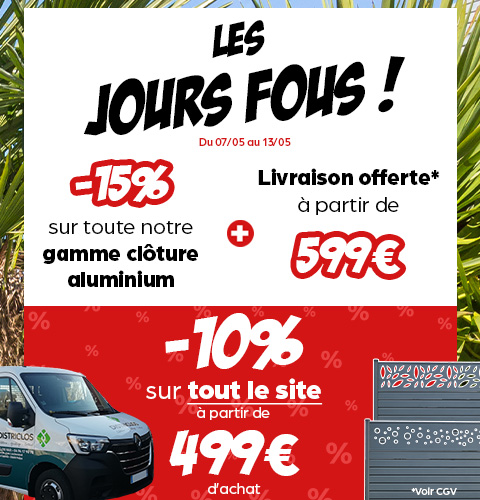 LES
JOURS FOUS !
Du 07/05 au 13/05
-15%
sur toute notre
gamme clôture
aluminium
+
Livraison offerte*
à partir de
599€
-10%
sur tout le site
à partir de
499€
d'achat
DISTRICLOS
*Voir CGV